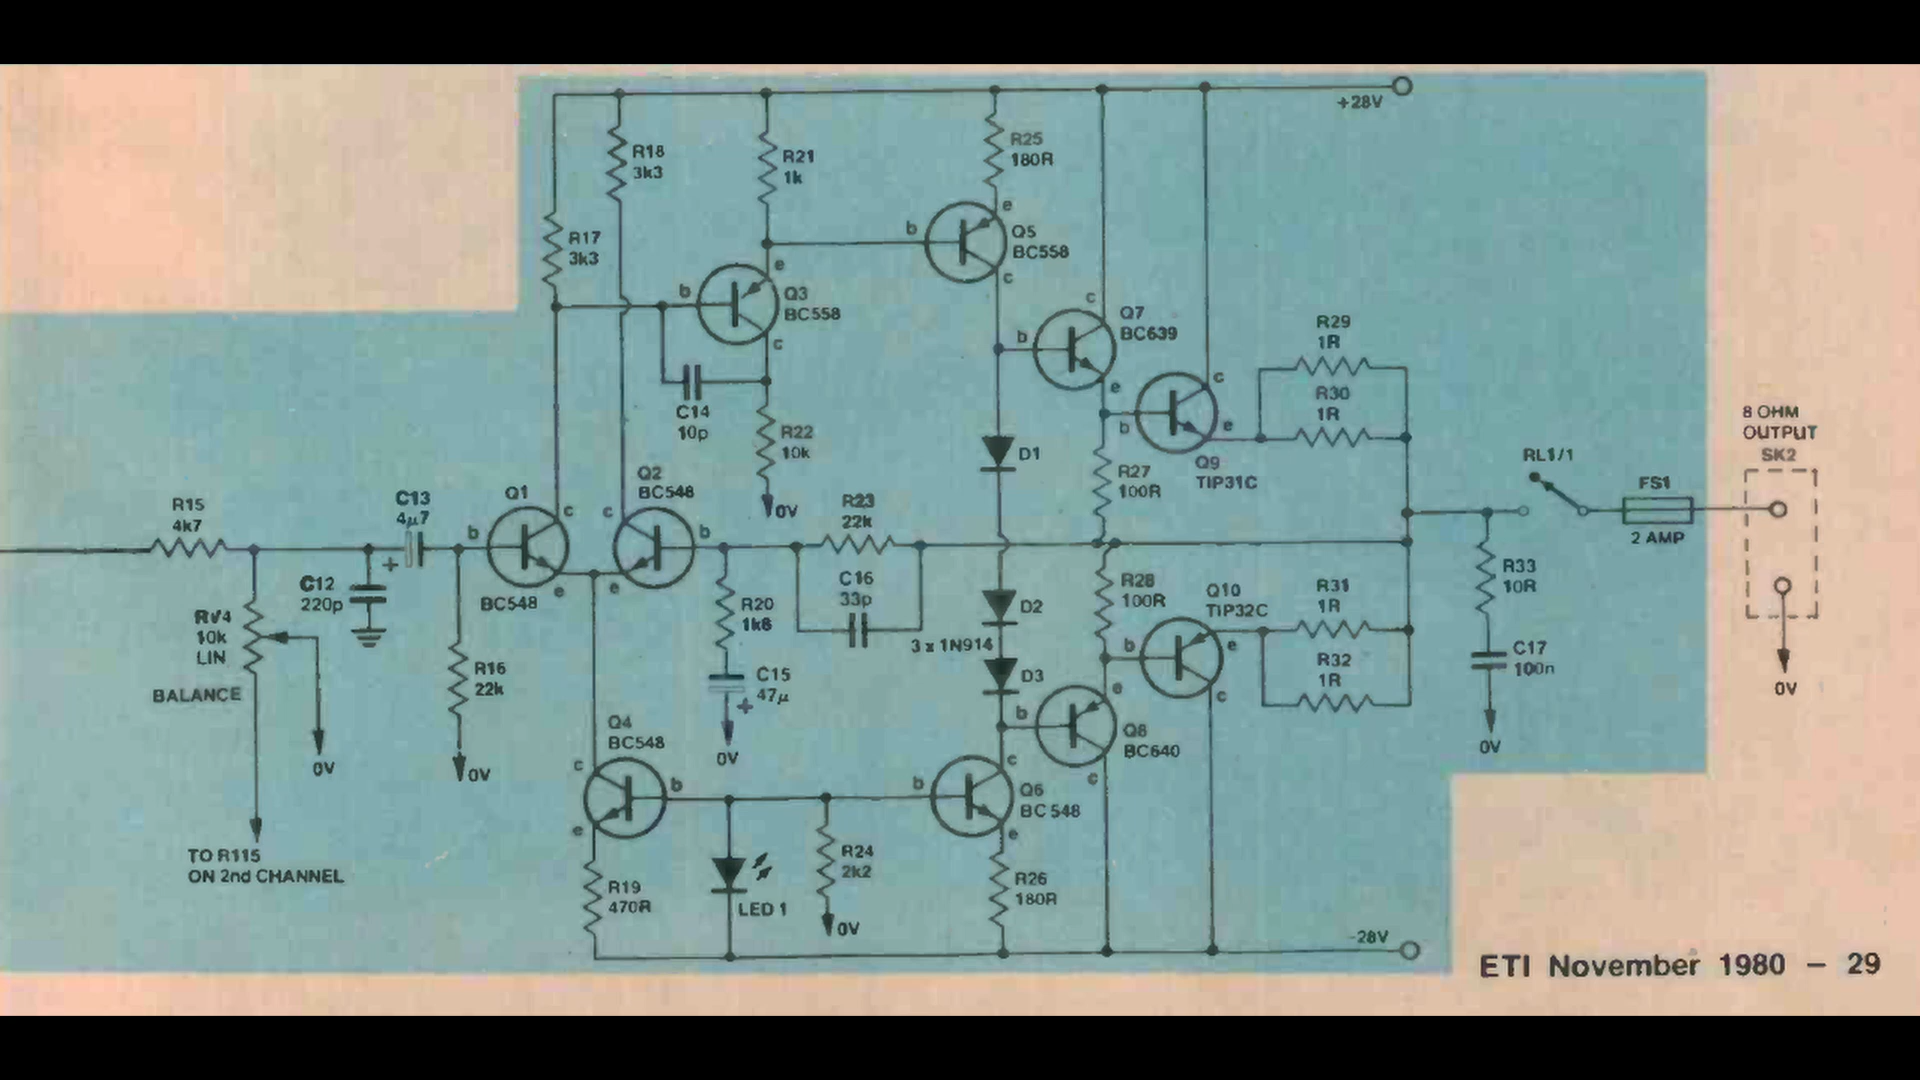 +28V
R18
3k3
R21
1k
R25
180R
e
b
Q5
BC558
c
R17
3k3
b
e
Q3
BC558
c
c
Q7
BC639
b
e
R29
1R
R30
1R
c
b
e
Q9
TIP31C
C14
10p
R22
10k
0V
D1
R27
100R
8 OHM
OUTPUT
SK2
RL1/1
FS1
2 AMP
R15
4k7
C13
4µ7
+
Q1
b
c
e
BC548
Q2
BC548
c
b
e
R23
22k
C16
33p
C12
220p
RV4
10k
LIN
BALANCE
0V
R16
22k
0V
R20
1k8
C15
47µ
+
0V
D2
3 x 1N914
D3
R28
100R
Q10
TIP32C
b
e
c
R31
1R
R32
1R
R33
10R
C17
100n
0V
0V
b
e
Q8
BC640
c
Q4
BC548
c
b
e
b
c
Q6
BC 548
e
TO R115
ON 2nd CHANNEL
R19
470R
LED 1
R24
2k2
0V
R26
180R
-28V
ETI November 1980 – 29